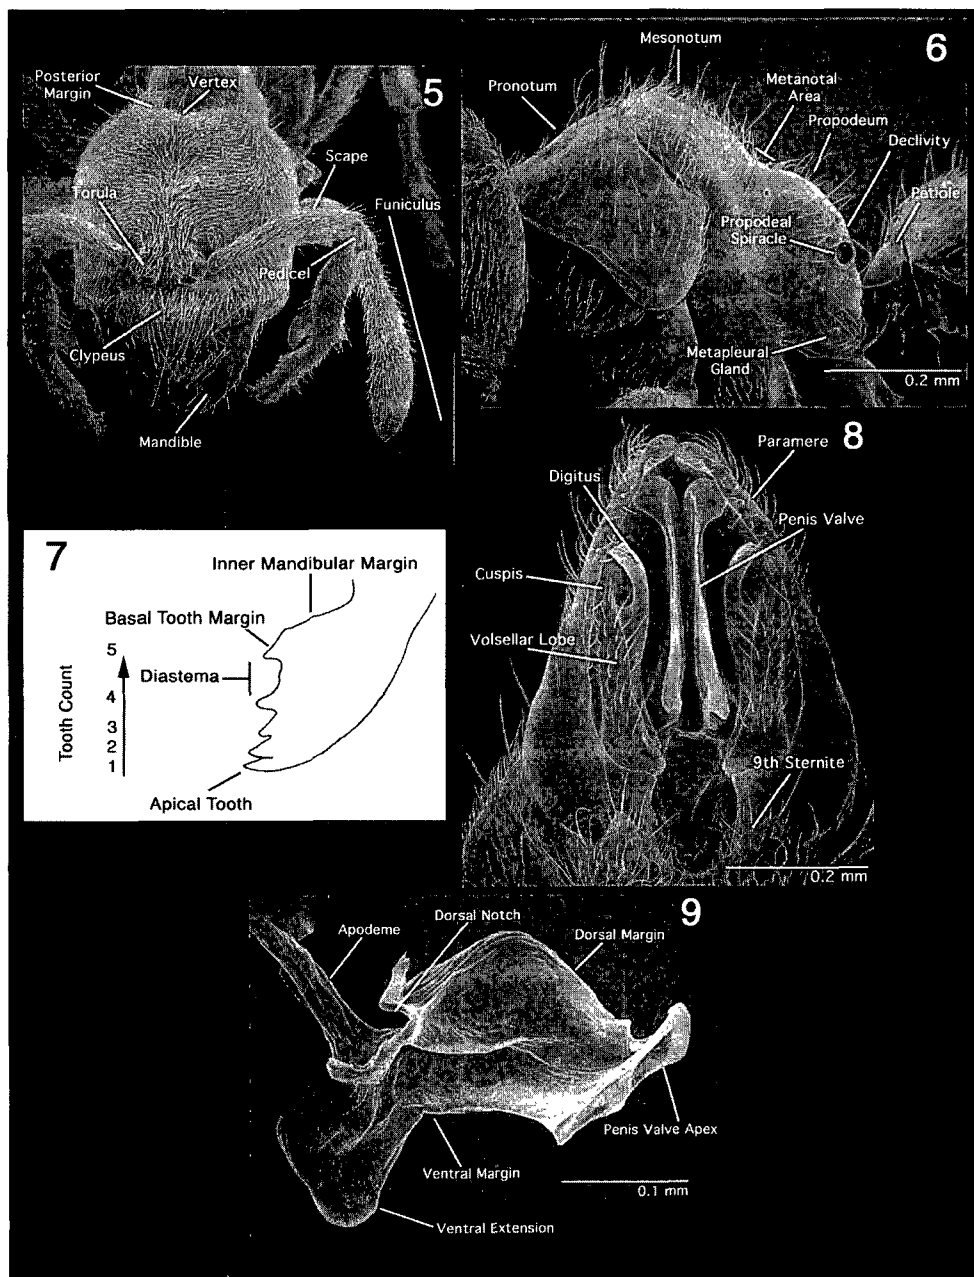 5
Posterior
Margin
Vertex
Scape
Torula
Funiculus
Pedicel
Clypeus
Mandible
6
Mesonotum
Pronotum
Metanotal
Area
Propodeum
Declivity
Petiole
Propodeal
Spiracle
Metapleural
Gland
0.2 mm
7
Inner Mandibular Margin
Basal Tooth Margin
Diastema
Tooth Count
5
4
3
2
1
Apical Tooth
8
Paramere
Digitus
Penis Valve
Cuspis
Volsellar Lobe
9th Sternite
0.2 mm
9
Dorsal Notch
Apodeme
Dorsal Margin
Penis Valve Apex
Ventral Margin
0.1 mm
Ventral Extension